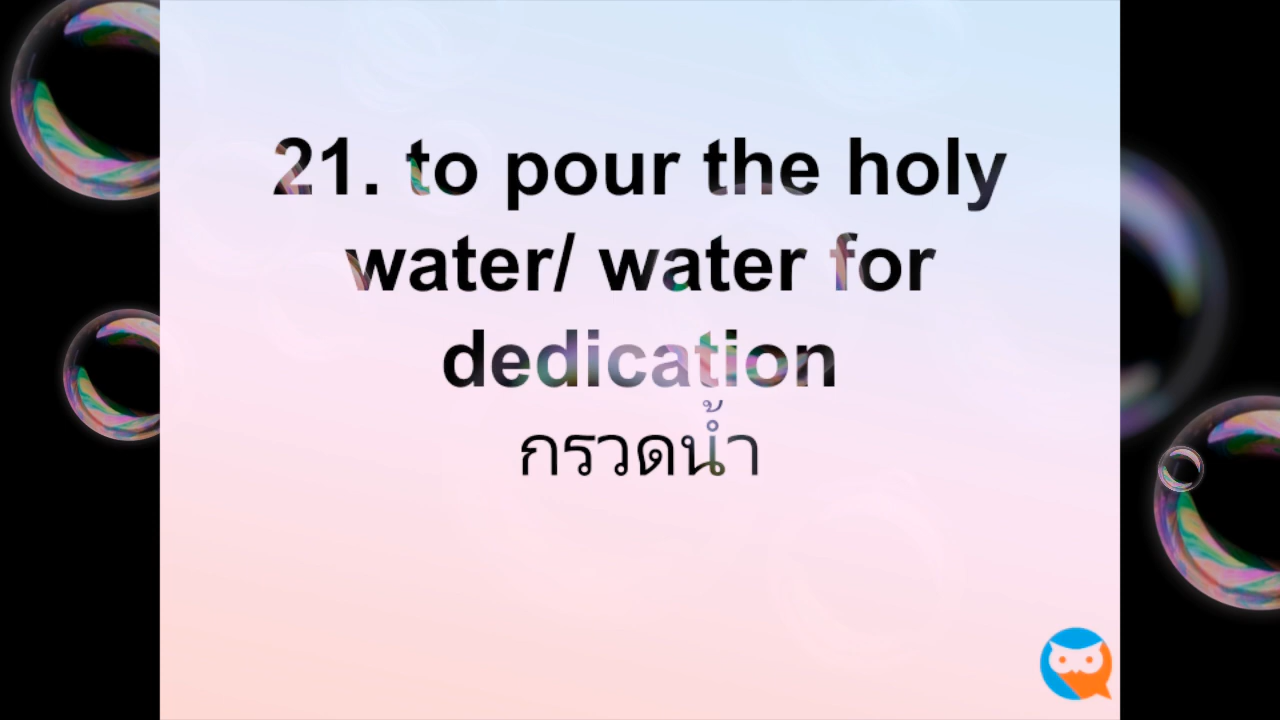 21. to pour the holy
water/ water for
dedication
กรวดน้ำ